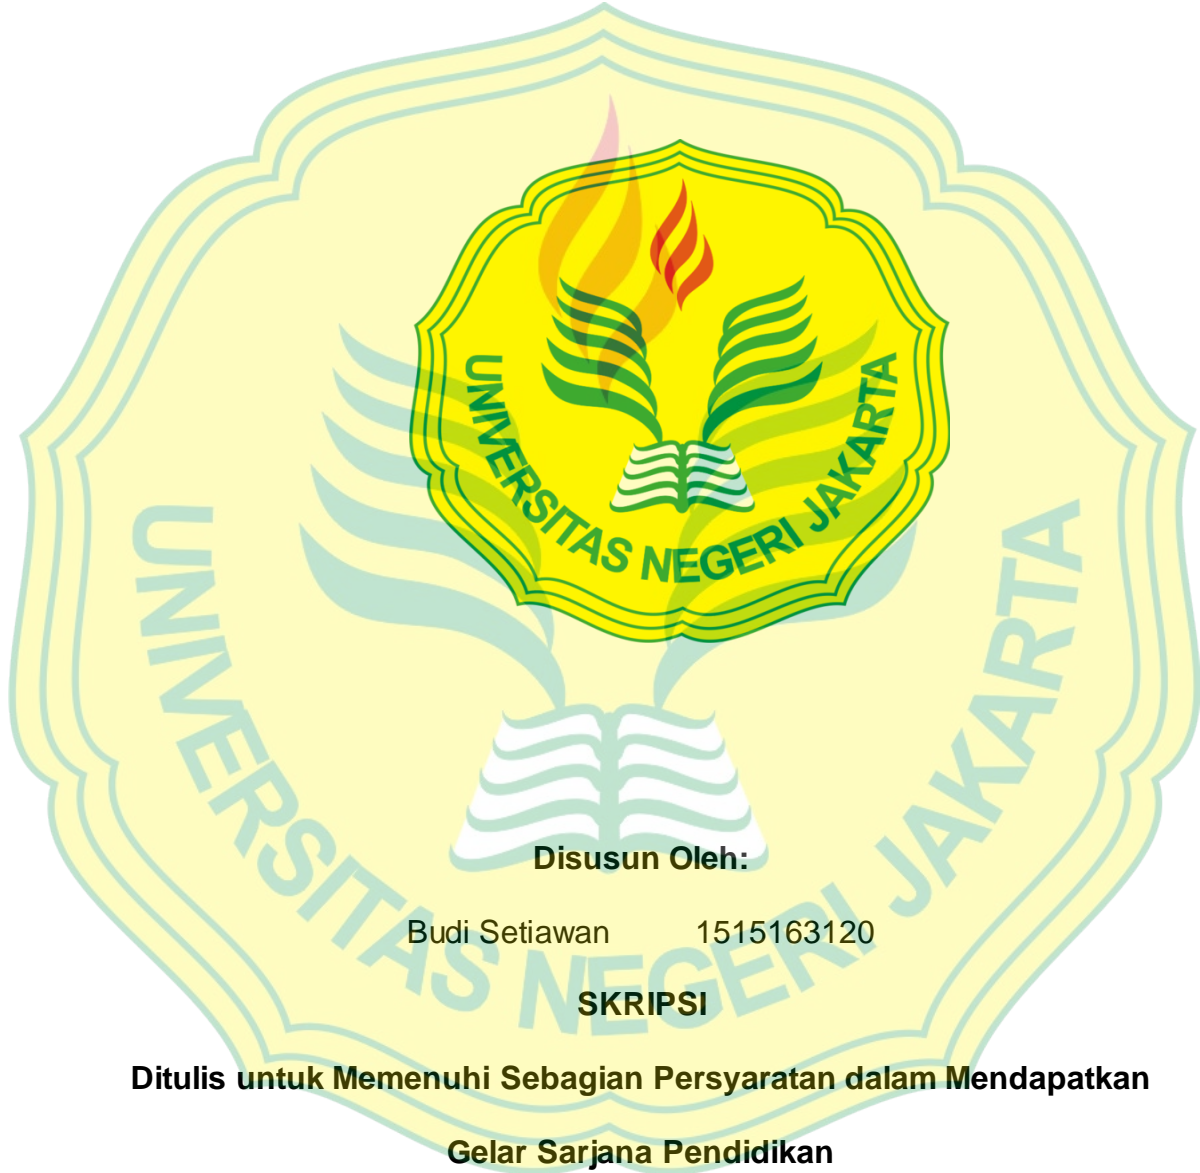 UNIVERSITAS NEGERI JAKARTA
UNIVERSITAS NEGERI JAKARTA
Disusun Oleh:
Budi Setiawan 1515163120
SKRIPSI
Ditulis untuk Memenuhi Sebagian Persyaratan dalam Mendapatkan
Gelar Sarjana Pendidikan